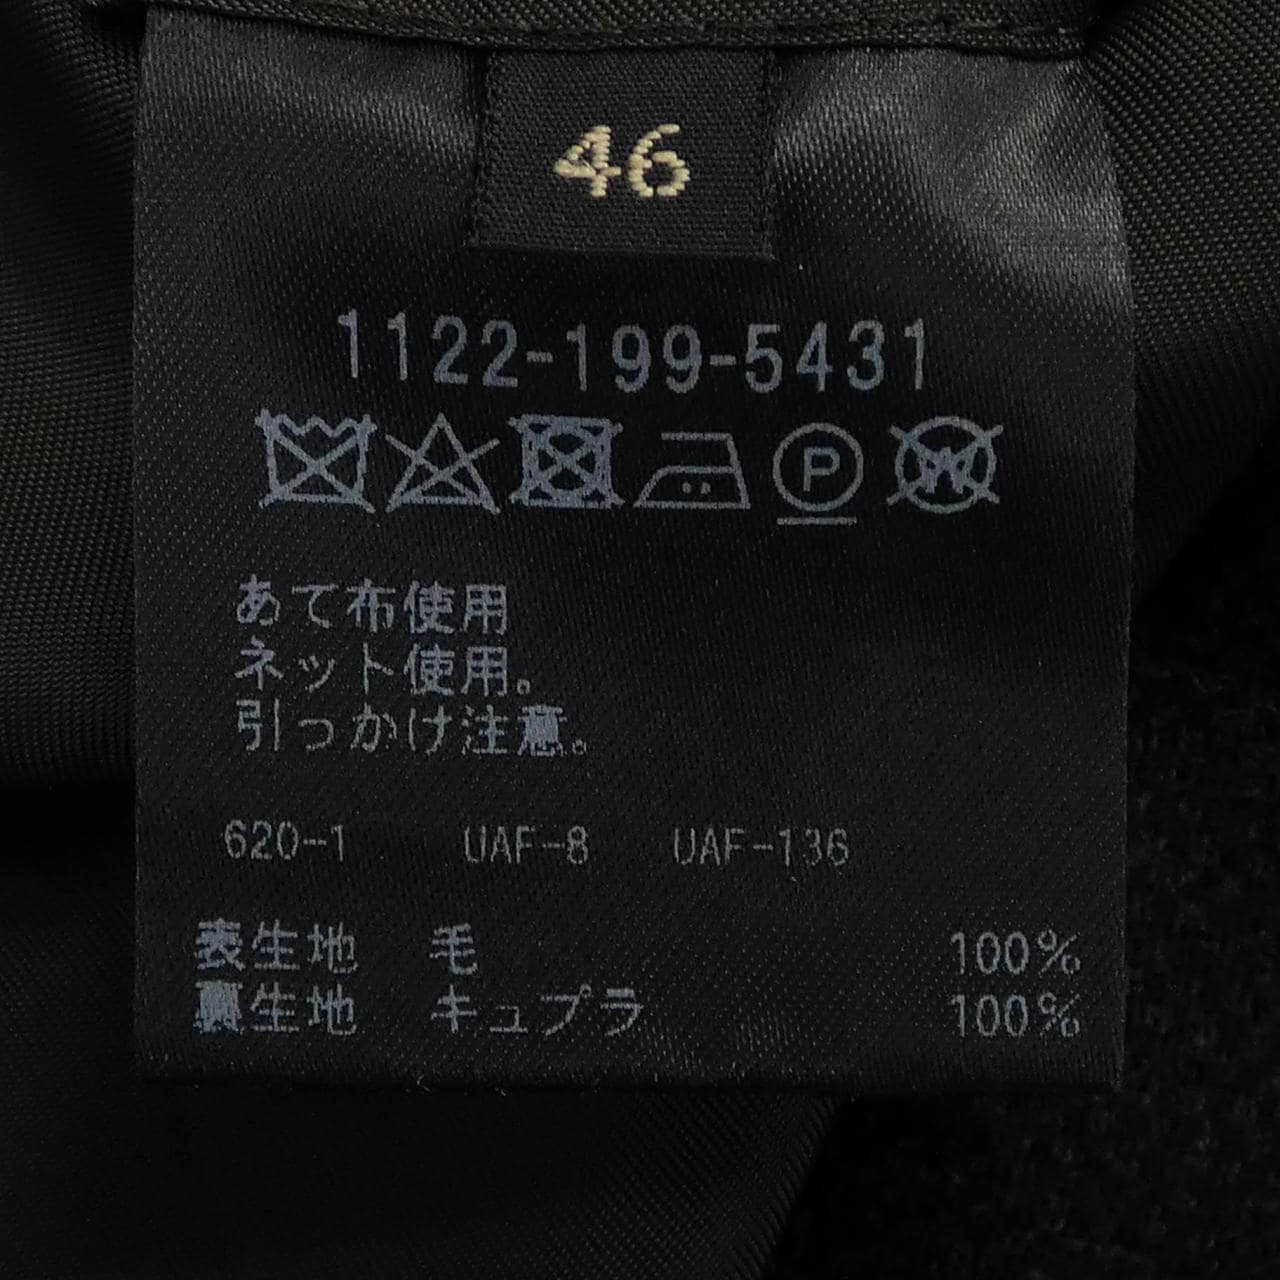 46
1122-199-5431
P W
あて布使用
ネット使用。
引っかけ注意。
620-1 UAF-8 UAF-136
表生地 毛 100%
裏生地 キュプラ 100%